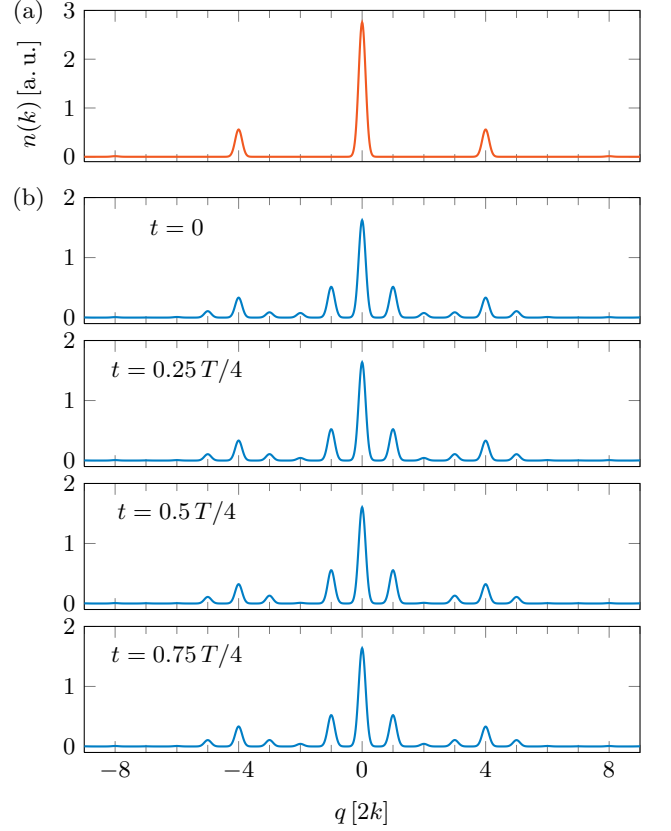 (a)
3
2
1
0
n(k) [a. u.]
(b)
2
1
0
t = 0
2
1
0
t = 0.25 T/4
2
1
0
t = 0.5 T/4
2
1
0
t = 0.75 T/4
−8 −4 0 4 8
q [2k]